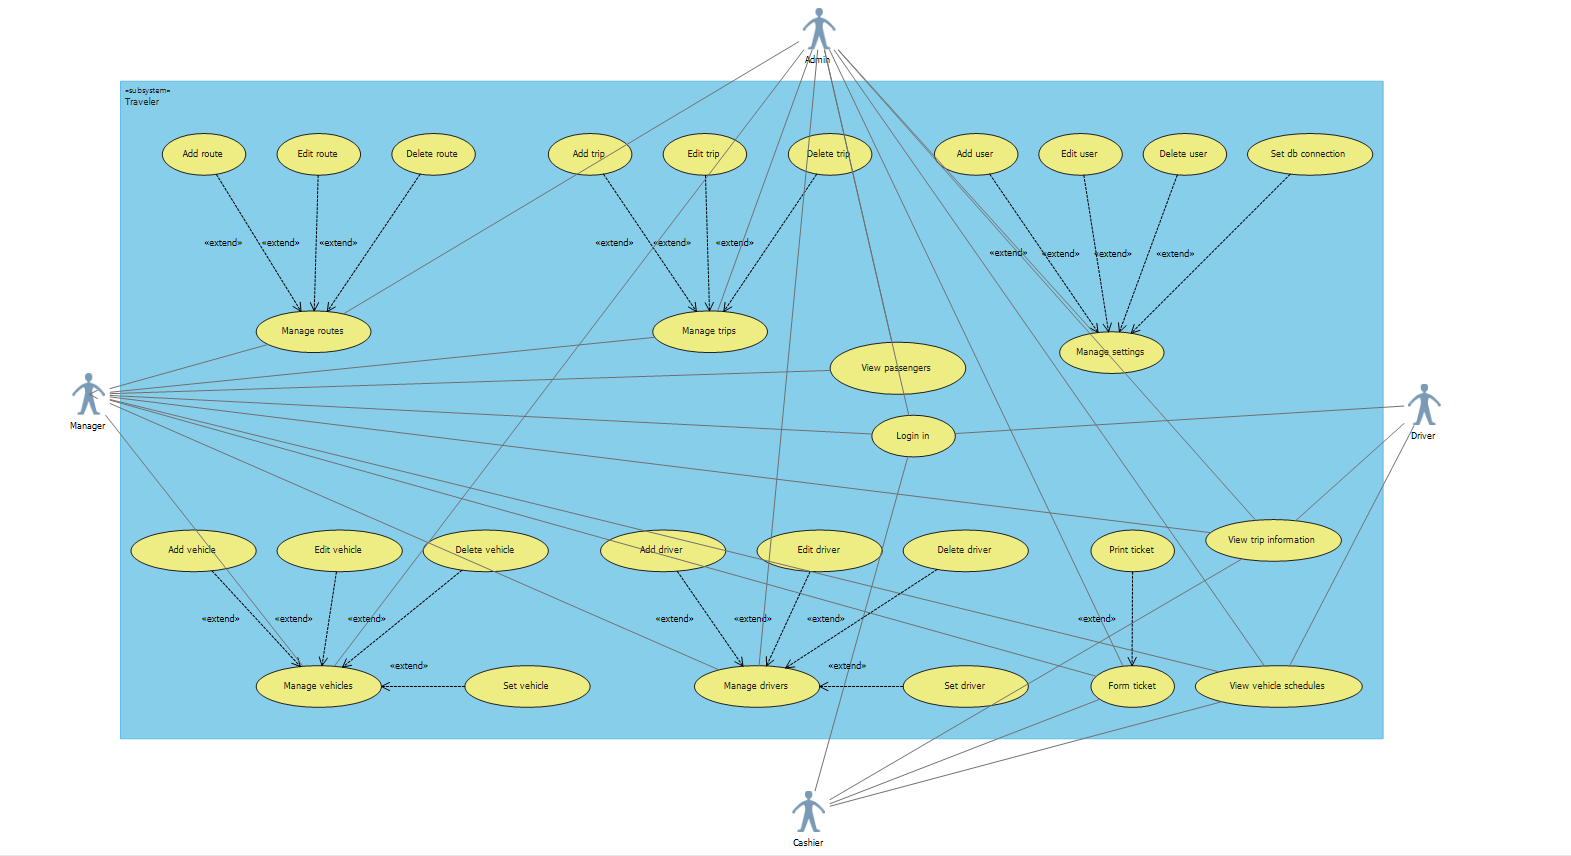 Admin
«subsystem»
Traveler
Add route
Edit route
Delete route
Add trip
Edit trip
Delete trip
Add user
Edit user
Delete user
Set db connection
«extend»
«extend»
«extend»
«extend»
«extend»
«extend»
«extend»
«extend»
«extend»
«extend»
Manage routes
Manage trips
Manage settings
View passengers
Manager
Login in
Driver
Add vehicle
Edit vehicle
Delete vehicle
Add driver
Edit driver
Delete driver
Print ticket
View trip information
«extend»
«extend»
«extend»
«extend»
«extend»
«extend»
«extend»
«extend»
«extend»
Manage vehicles
Set vehicle
Manage drivers
Set driver
Form ticket
View vehicle schedules
Cashier